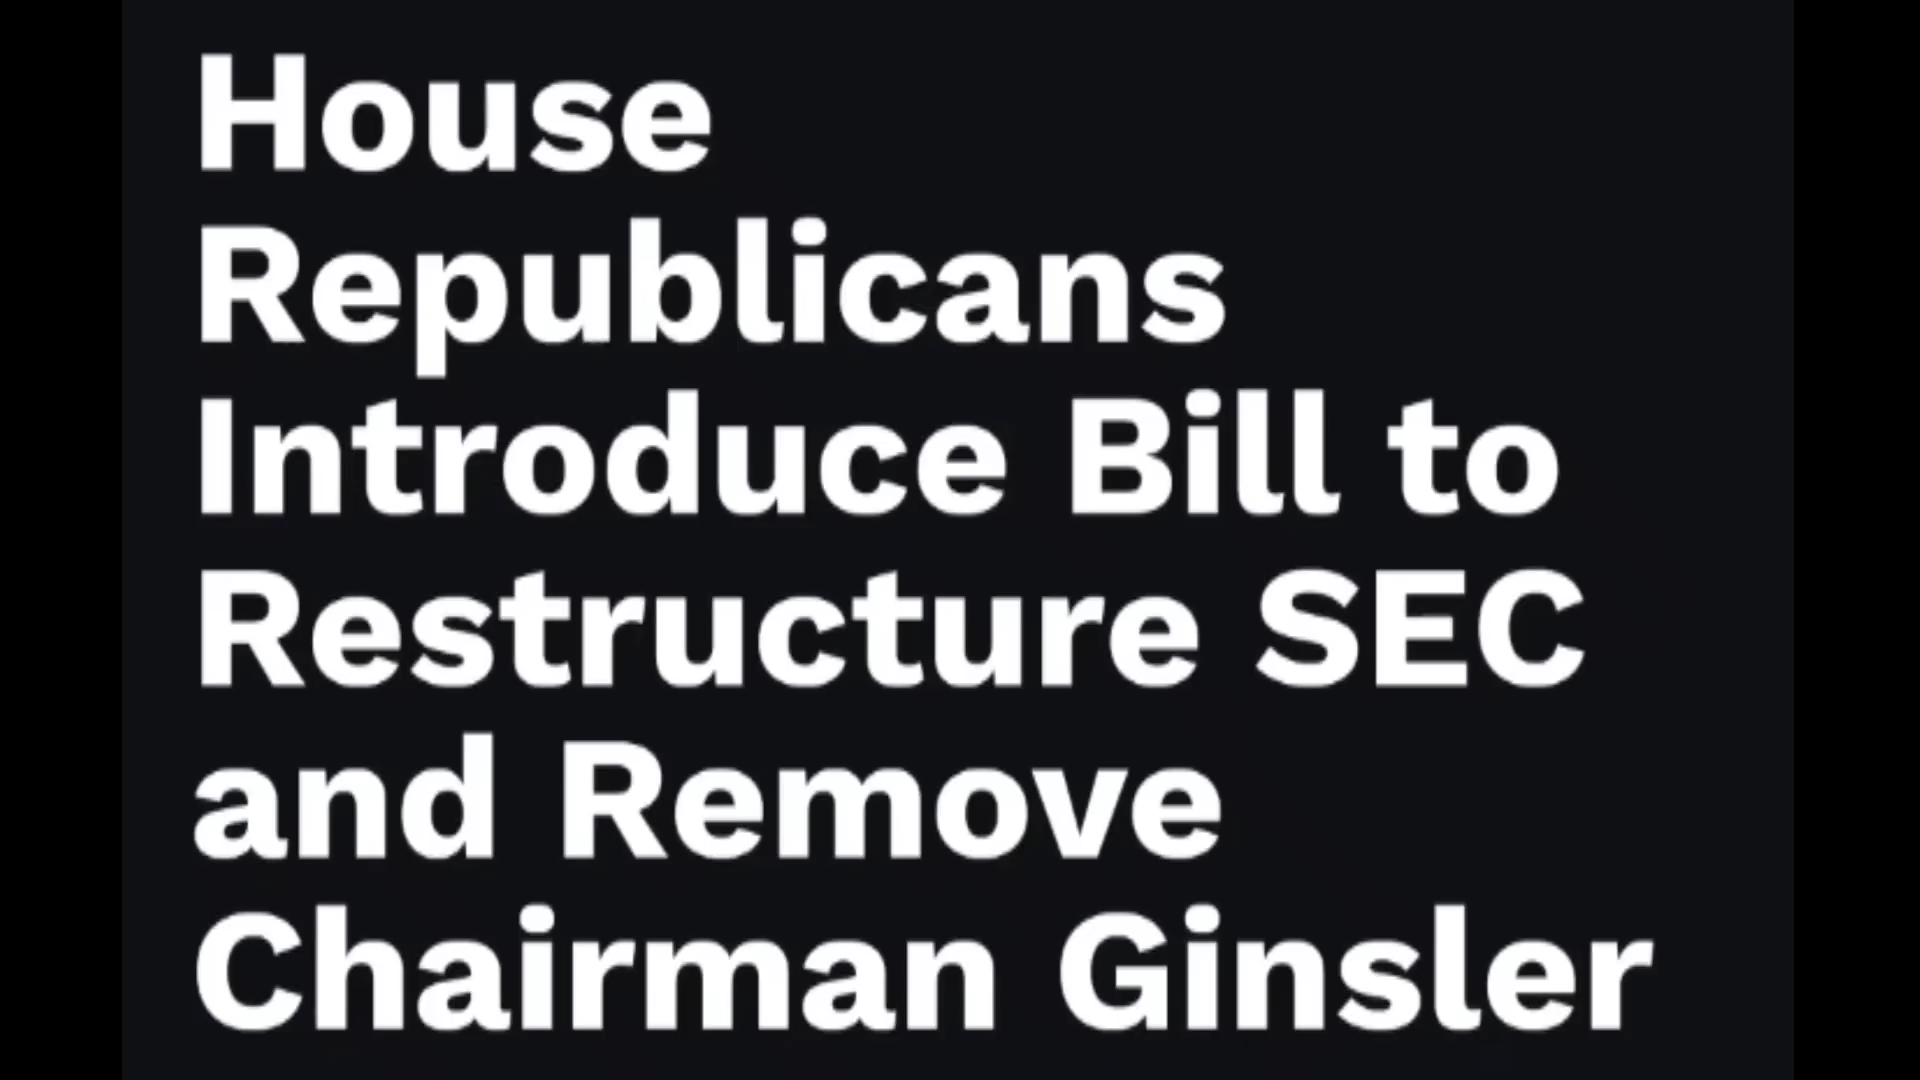 House
Republicans
Introduce Bill to
Restructure SEC
and Remove
Chairman Ginsler